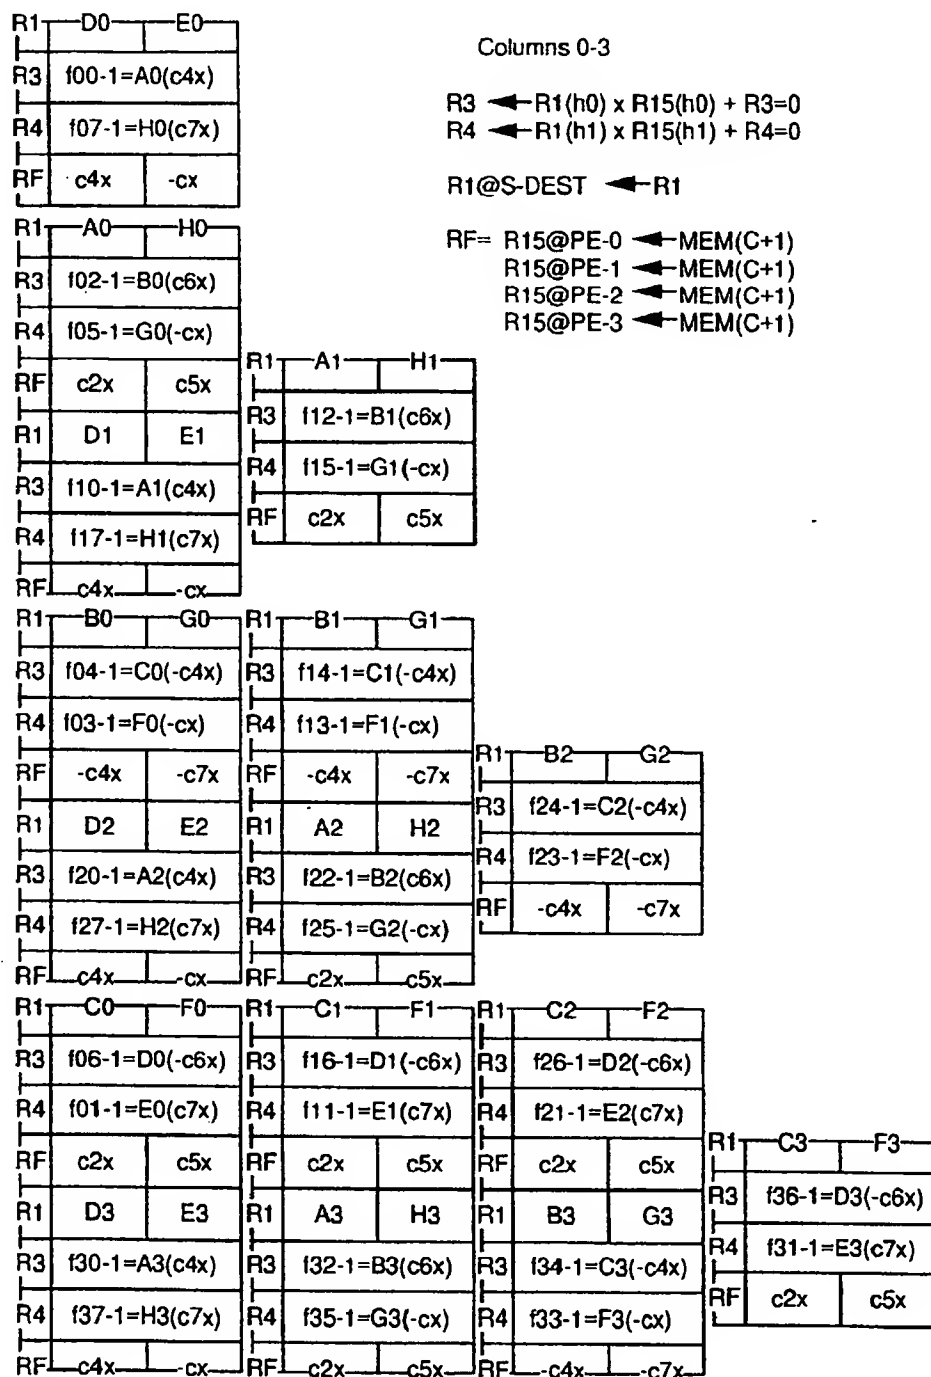 Columns 0-3
R3 ← R1(h0) x R15(h0) + R3=0
R4 ← R1(h1) x R15(h1) + R4=0
R1@S-DEST ← R1
RF= R15@PE-0 ← MEM(C+1)
R15@PE-1 ← MEM(C+1)
R15@PE-2 ← MEM(C+1)
R15@PE-3 ← MEM(C+1)
R1 D0 E0
R3 f00-1=A0(c4x)
R4 f07-1=H0(c7x)
RF c4x -cx
R1 A0 H0
R3 f02-1=B0(c6x)
R4 f05-1=G0(-cx)
RF c2x c5x
R1 D1 E1
R3 f10-1=A1(c4x)
R4 f17-1=H1(c7x)
RF c4x -cx
R1 A1 H1
R3 f12-1=B1(c6x)
R4 f15-1=G1(-cx)
RF c2x c5x
R1 B0 G0
R3 f04-1=C0(-c4x)
R4 f03-1=F0(-cx)
RF -c4x -c7x
R1 D2 E2
R3 f20-1=A2(c4x)
R4 f27-1=H2(c7x)
RF c4x -cx
R1 B1 G1
R3 f14-1=C1(-c4x)
R4 f13-1=F1(-cx)
RF -c4x -c7x
R1 A2 H2
R3 f22-1=B2(c6x)
R4 f25-1=G2(-cx)
RF c2x c5x
R1 B2 G2
R3 f24-1=C2(-c4x)
R4 f23-1=F2(-cx)
RF -c4x -c7x
R1 C0 F0
R3 f06-1=D0(-c6x)
R4 f01-1=E0(c7x)
RF c2x c5x
R1 D3 E3
R3 f30-1=A3(c4x)
R4 f37-1=H3(c7x)
RF c4x -cx
R1 C1 F1
R3 f16-1=D1(-c6x)
R4 f11-1=E1(c7x)
RF c2x c5x
R1 A3 H3
R3 f32-1=B3(c6x)
R4 f35-1=G3(-cx)
RF c2x c5x
R1 C2 F2
R3 f26-1=D2(-c6x)
R4 f21-1=E2(c7x)
RF c2x c5x
R1 B3 G3
R3 f34-1=C3(-c4x)
R4 f33-1=F3(-cx)
RF -c4x -c7x
R1 C3 F3
R3 f36-1=D3(-c6x)
R4 f31-1=E3(c7x)
RF c2x c5x